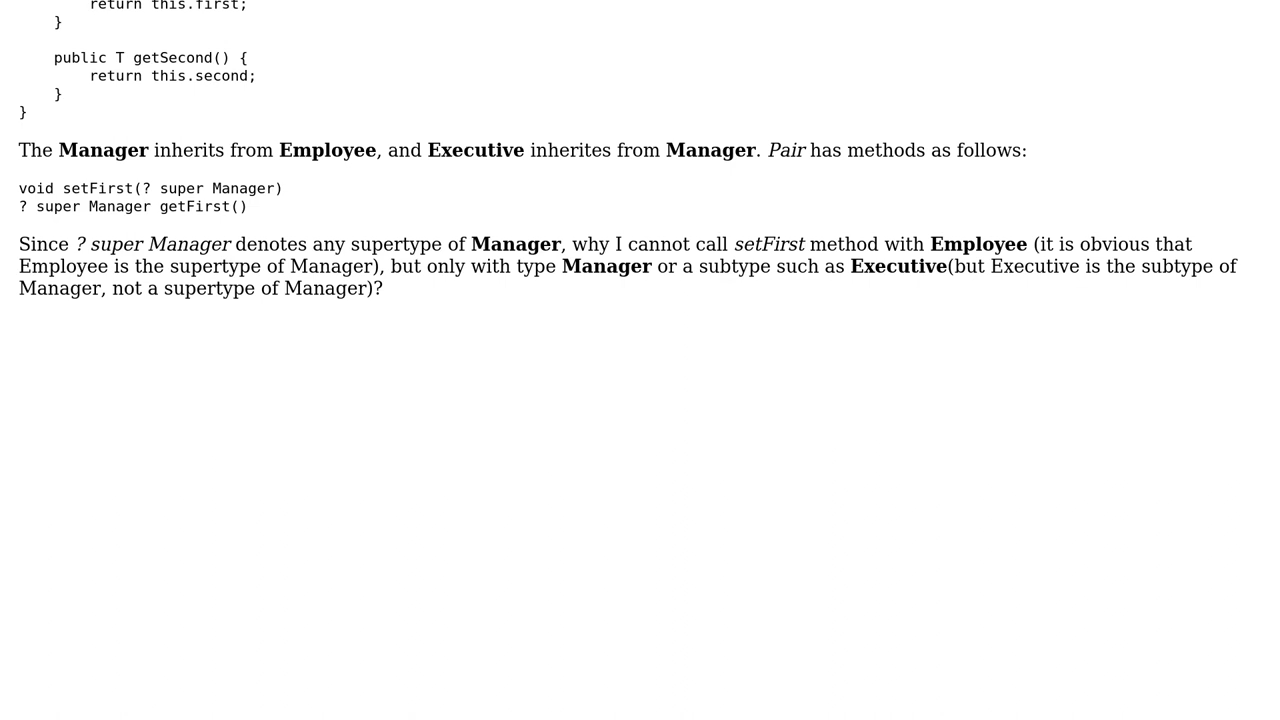 return this.first;
    }
    public T getSecond() {
        return this.second;
    }
}
The Manager inherits from Employee, and Executive inherites from Manager. Pair has methods as follows:
void setFirst(? super Manager)
? super Manager getFirst()
Since ? super Manager denotes any supertype of Manager, why I cannot call setFirst method with Employee (it is obvious that
Employee is the supertype of Manager), but only with type Manager or a subtype such as Executive(but Executive is the subtype of
Manager, not a supertype of Manager)?